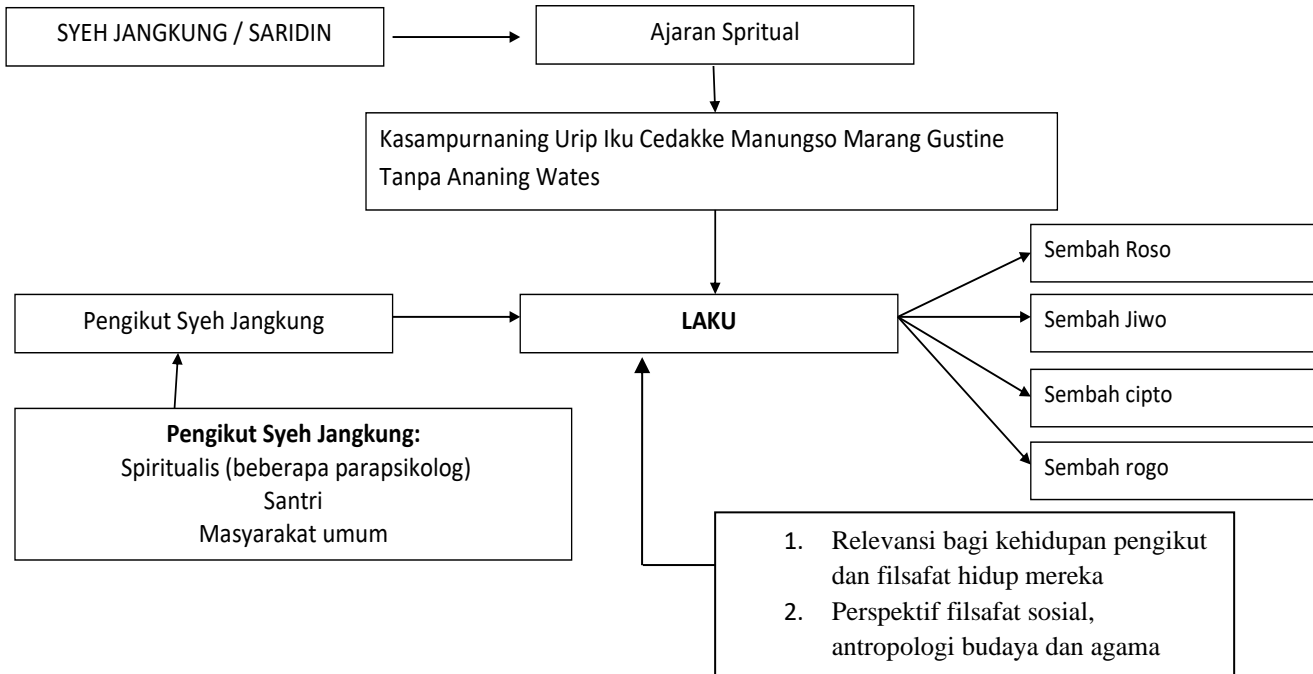 SYEH JANGKUNG / SARIDIN
Ajaran Spritual
Kasampurnaning Urip Iku Cedakke Manungso Marang Gustine
Tanpa Ananing Wates
Sembah Roso
Pengikut Syeh Jangkung
LAKU
Sembah Jiwo
Sembah cipto
Pengikut Syeh Jangkung:
Spiritualis (beberapa parapsikolog)
Santri
Masyarakat umum
Sembah rogo
1. Relevansi bagi kehidupan pengikut
dan filsafat hidup mereka
2. Perspektif filsafat sosial,
antropologi budaya dan agama